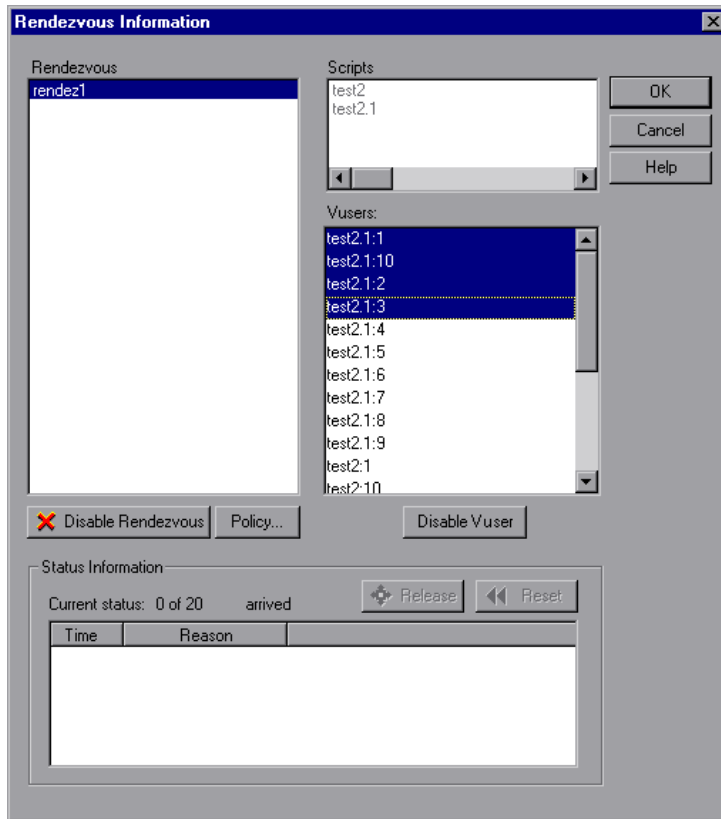 Rendezvous Information
Rendezvous
rendez1
Scripts
test2
test2.1
OK
Cancel
Help
Vusers:
test2.1:1
test2.1:10
test2.1:2
test2.1:3
test2.1:4
test2.1:5
test2.1:6
test2.1:7
test2.1:8
test2.1:9
test2:1
test2:10
Disable Rendezvous
Policy...
Disable Vuser
Status Information
Current status: 0 of 20 arrived
Release
Reset
Time Reason